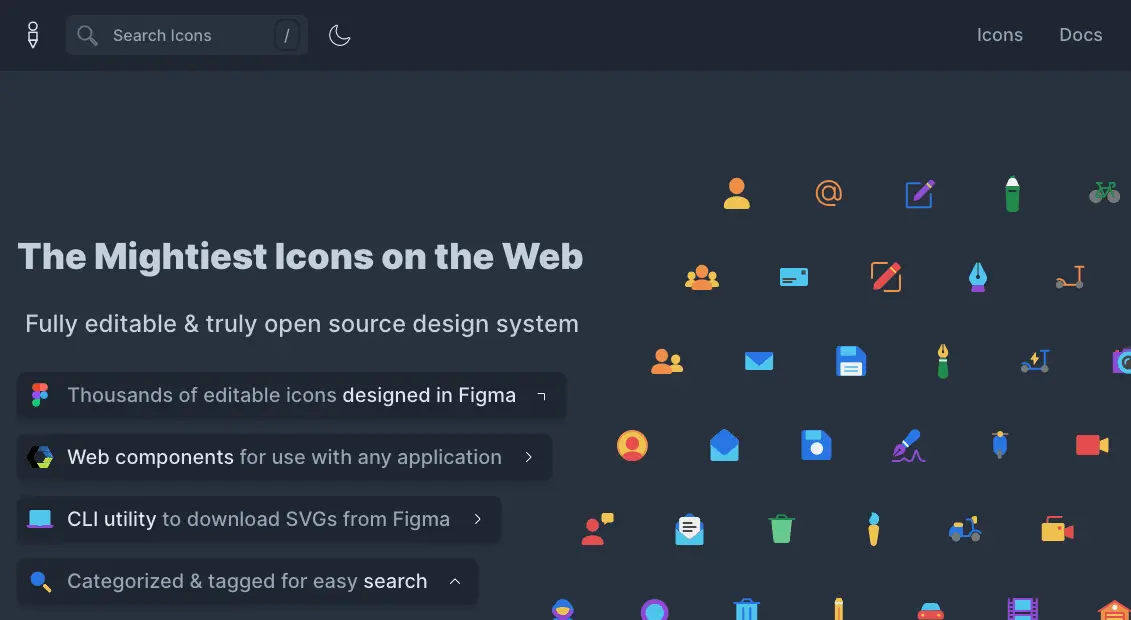 Search Icons
/
Icons
Docs
The Mightiest Icons on the Web
Fully editable & truly open source design system
Thousands of editable icons designed in Figma
Web components for use with any application
CLI utility to download SVGs from Figma
Categorized & tagged for easy search